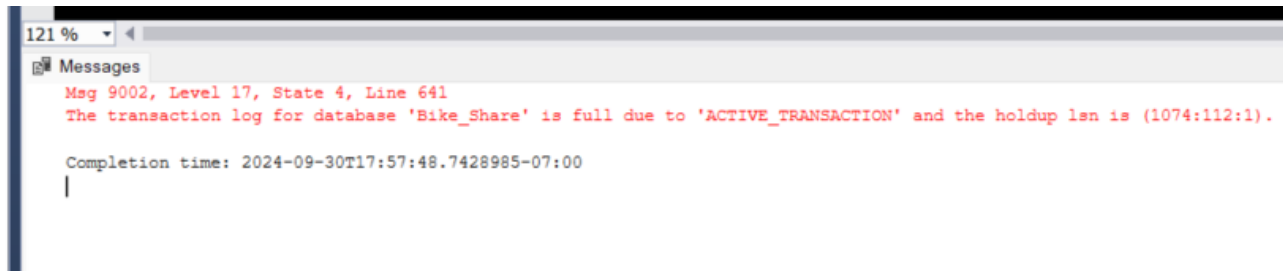 121 %
Messages
Msg 9002, Level 17, State 4, Line 641
The transaction log for database 'Bike_Share' is full due to 'ACTIVE_TRANSACTION' and the holdup lsn is (1074:112:1).
Completion time: 2024-09-30T17:57:48.7428985-07:00